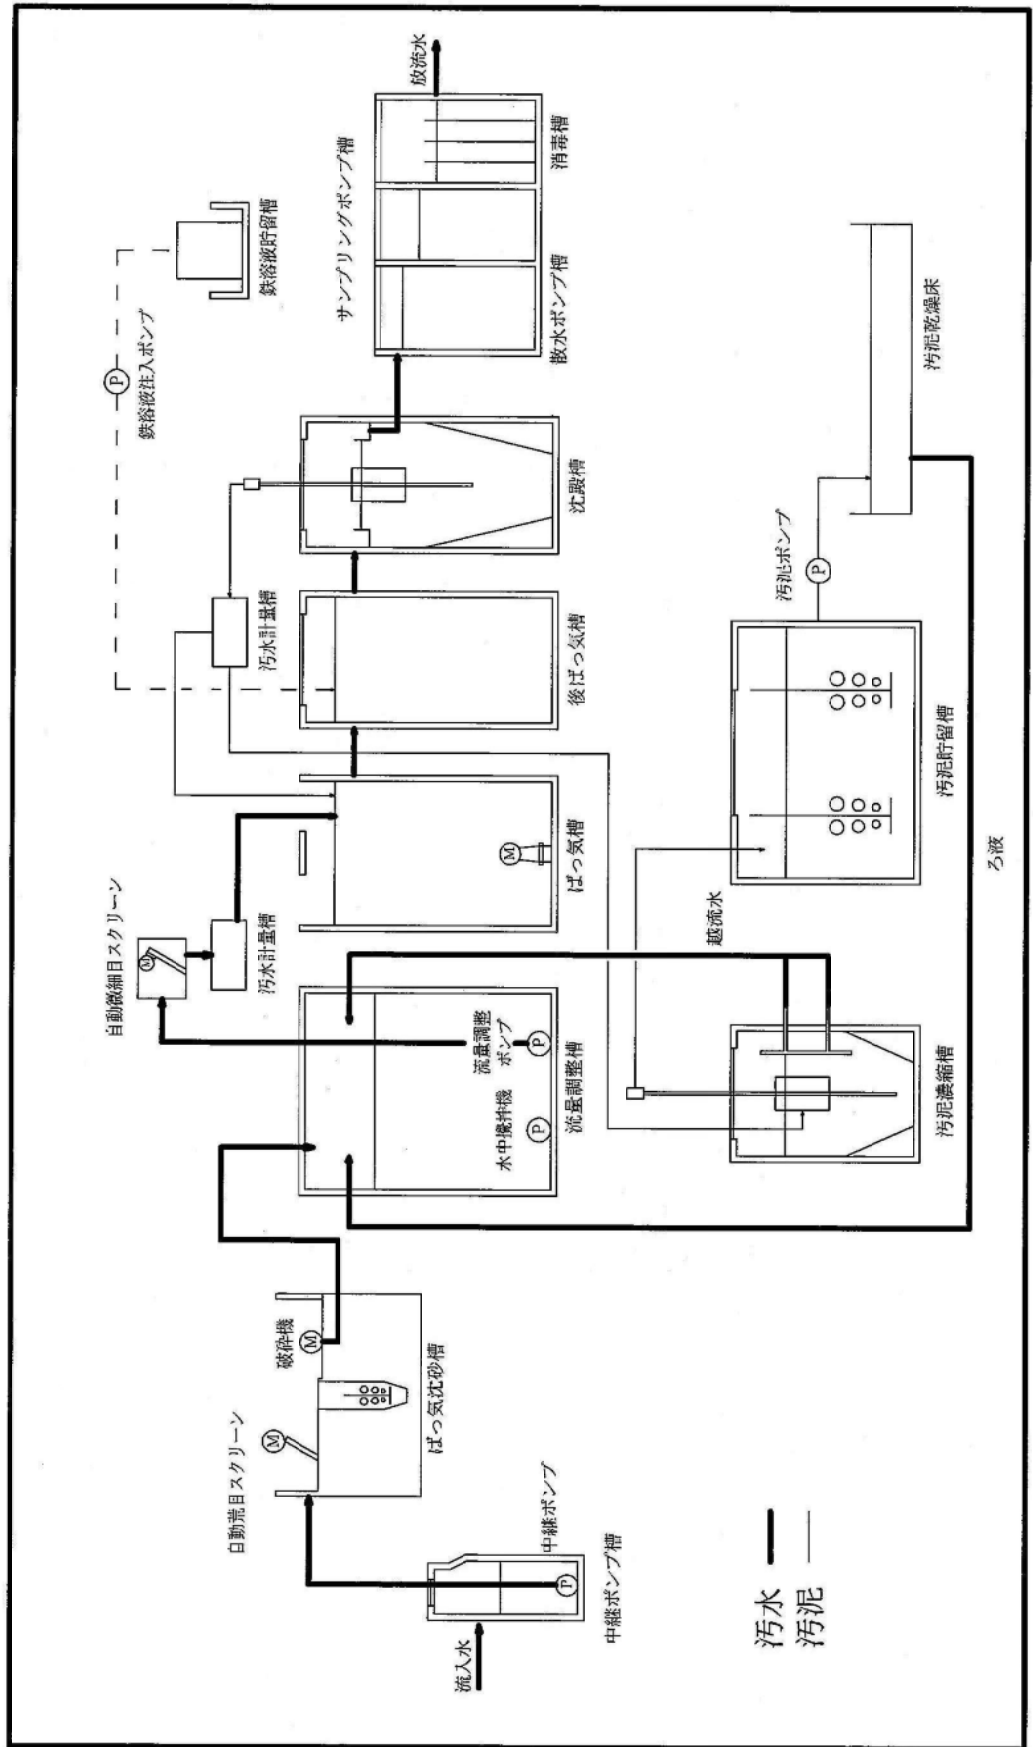 流入水
中継ポンプ
中継ポンプ槽
P
自動荒目スクリーン
M
破砕機
M
ばっ気沈砂槽
流量調整
ポンプ
P
水中攪拌機
P
流量調整槽
自動微細目スクリーン
M
汚水計量槽
ばっ気槽
M
汚水計量槽
後ばっ気槽
沈殿槽
鉄溶液注入ポンプ
P
鉄溶液貯留槽
サンプリングポンプ槽
散水ポンプ槽
消毒槽
放流水
越流水
汚泥濃縮槽
汚泥貯留槽
汚泥ポンプ
P
汚泥乾燥床
ろ液
汚水
汚泥